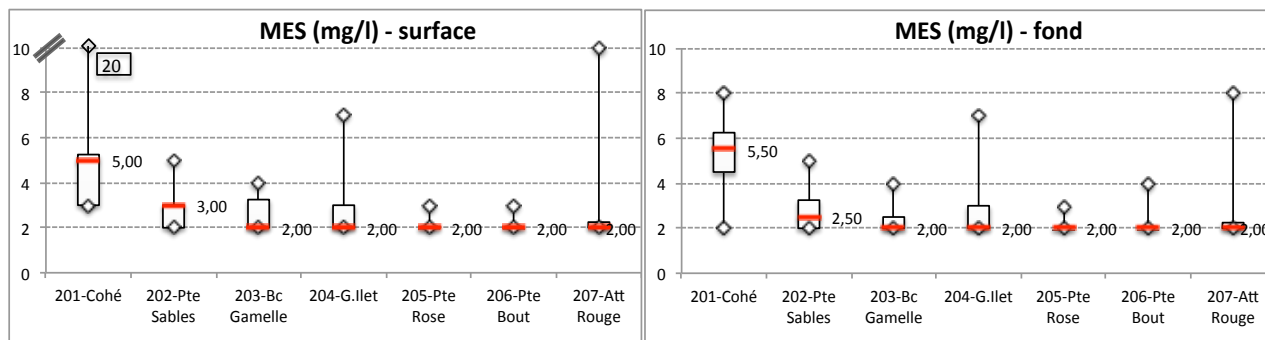 MES (mg/l) - surface
10
8
6
4
2
0
20
5,00
3,00
2,00
2,00
2,00
2,00
2,00
201-Cohé
202-Pte Sables
203-Bc Gamelle
204-G.Ilet
205-Pte Rose
206-Pte Bout
207-Att Rouge
MES (mg/l) - fond
10
8
6
4
2
0
5,50
2,50
2,00
2,00
2,00
2,00
2,00
201-Cohé
202-Pte Sables
203-Bc Gamelle
204-G.Ilet
205-Pte Rose
206-Pte Bout
207-Att Rouge